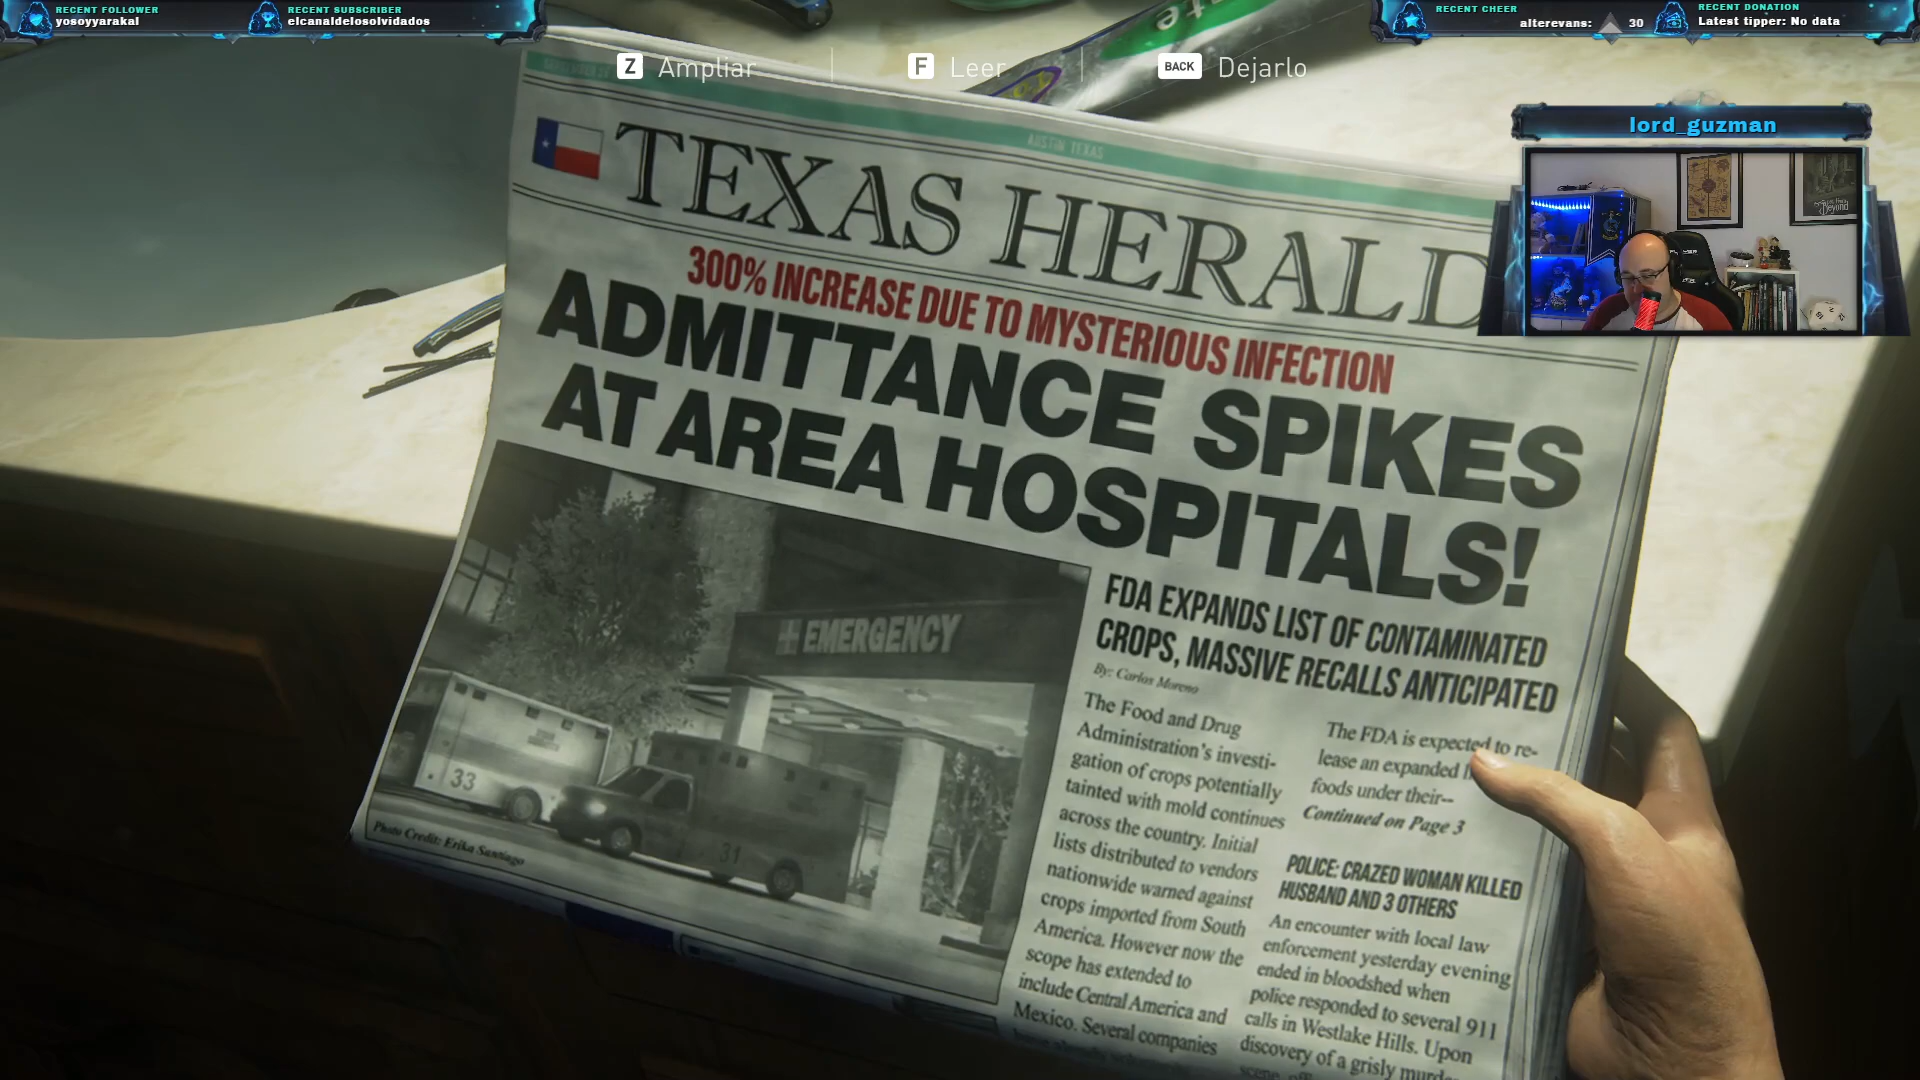 RECENT FOLLOWER
yosoyyarakal
RECENT SUBSCRIBER
elcanaldelosolvidados
RECENT CHEER
alterevans: 30
RECENT DONATION
Latest tipper: No data
Z Ampliar
F Leer
BACK Dejarlo
lord_guzman
AUSTIN TEXAS
TEXAS HERALD
300% INCREASE DUE TO MYSTERIOUS INFECTION
ADMITTANCE SPIKES
AT AREA HOSPITALS!
EMERGENCY
33
31
Photo Credit: Erika Santiago
FDA EXPANDS LIST OF CONTAMINATED
CROPS, MASSIVE RECALLS ANTICIPATED
By: Carlos Moreno
The Food and Drug
Administration's investi-
gation of crops potentially
tainted with mold continues
across the country. Initial
lists distributed to vendors
nationwide warned against
crops imported from South
America. However now the
scope has extended to
include Central America and
Mexico. Several companies
The FDA is expected to re-
lease an expanded
foods under their--
Continued on Page 3
POLICE: CRAZED WOMAN KILLED
HUSBAND AND 3 OTHERS
An encounter with local law
enforcement yesterday evening
ended in bloodshed when
police responded to several 911
calls in Westlake Hills. Upon
discovery of a grisly